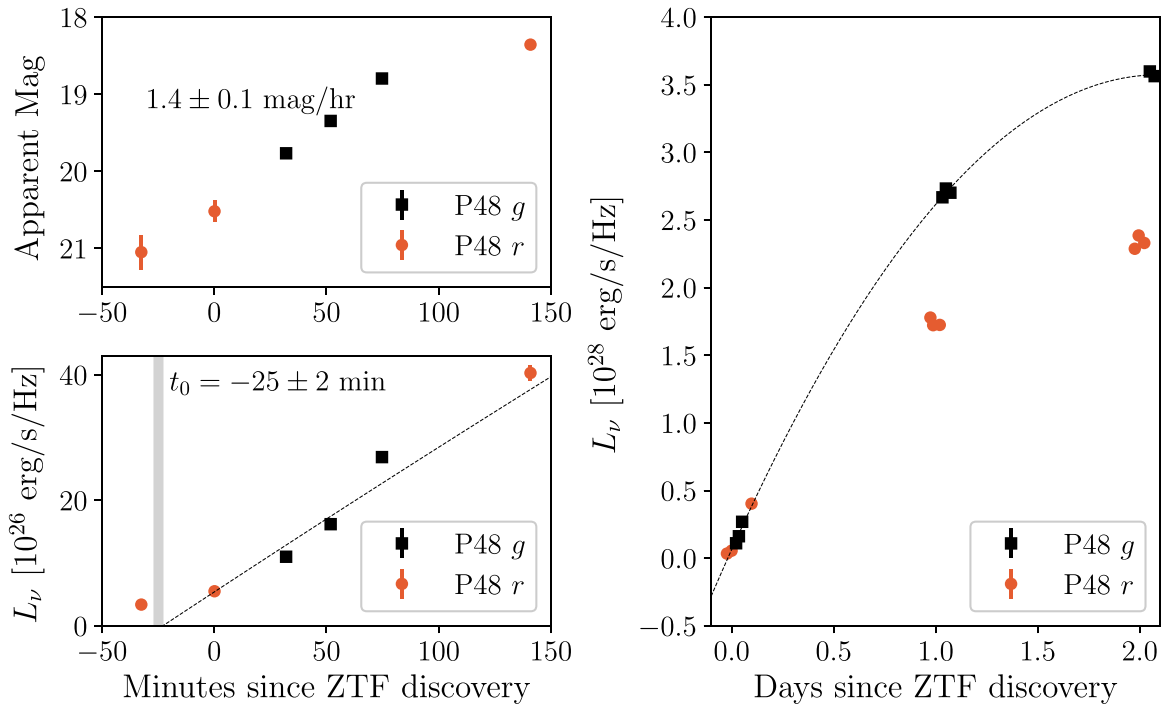 18
19
20
21
Apparent Mag
1.4 ± 0.1 mag/hr
P48 g
P48 r
−50 0 50 100 150
40
20
0
L_ν [10^26 erg/s/Hz]
t_0 = −25 ± 2 min
P48 g
P48 r
−50 0 50 100 150
Minutes since ZTF discovery
4.0
3.5
3.0
2.5
2.0
1.5
1.0
0.5
0.0
−0.5
L_ν [10^28 erg/s/Hz]
P48 g
P48 r
0.0 0.5 1.0 1.5 2.0
Days since ZTF discovery